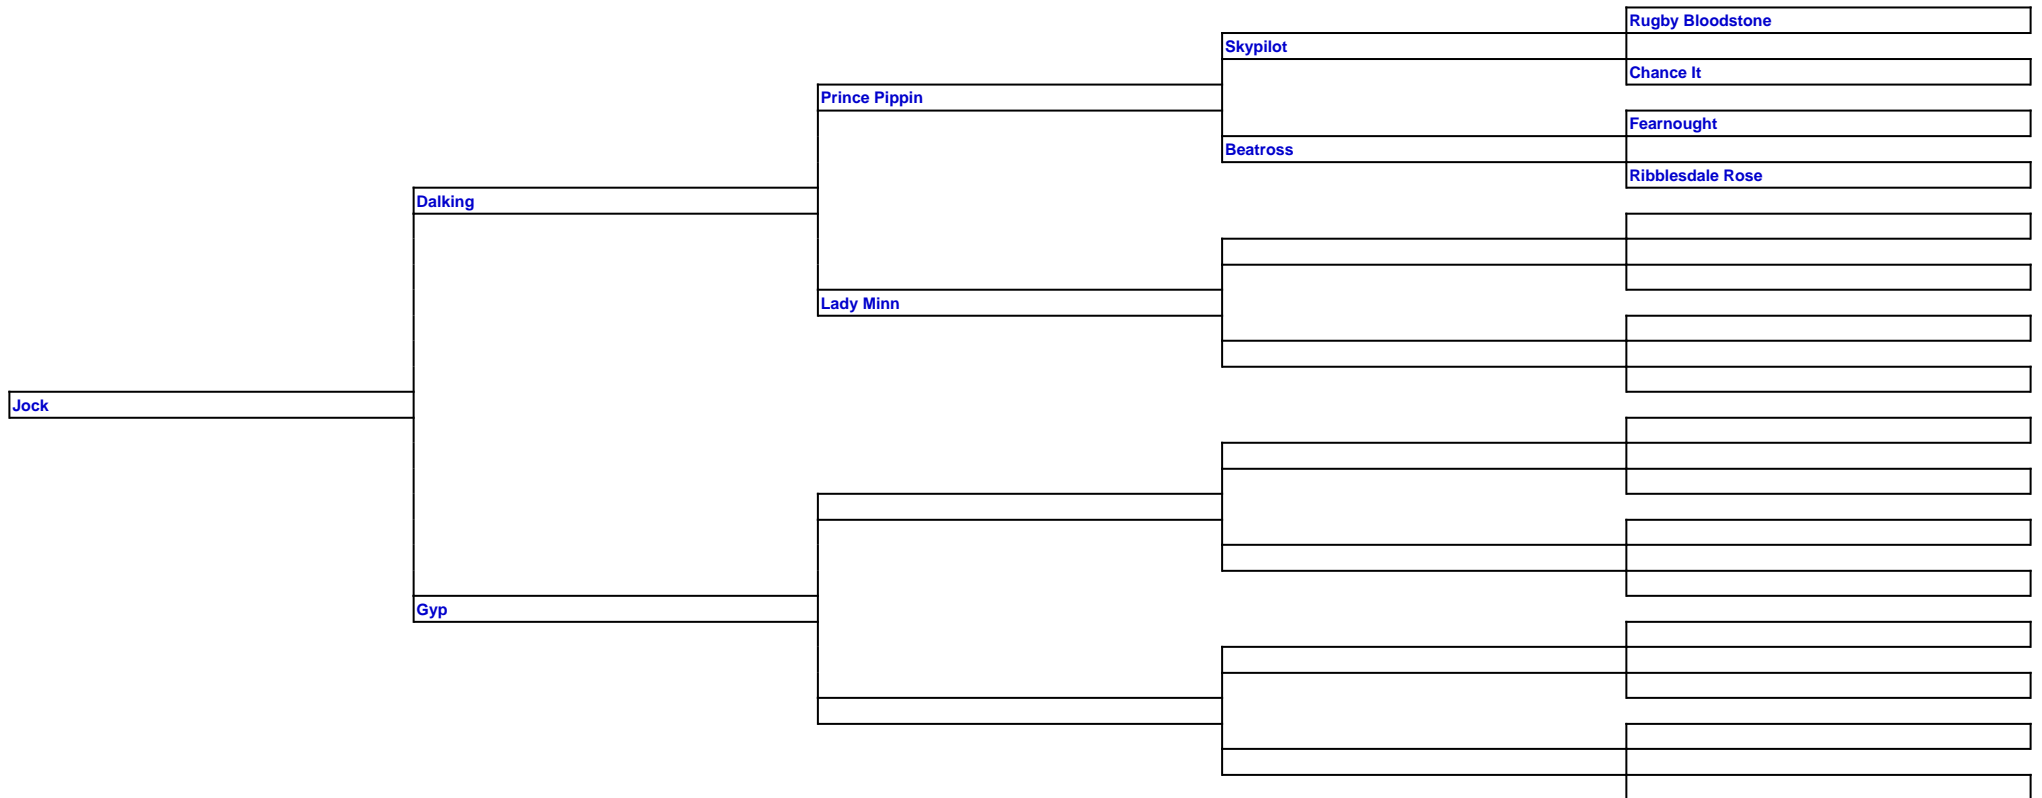 Rugby Bloodstone
Skypilot
Chance It
Prince Pippin
Fearnought
Beatross
Ribblesdale Rose
Dalking
Lady Minn
Jock
Gyp